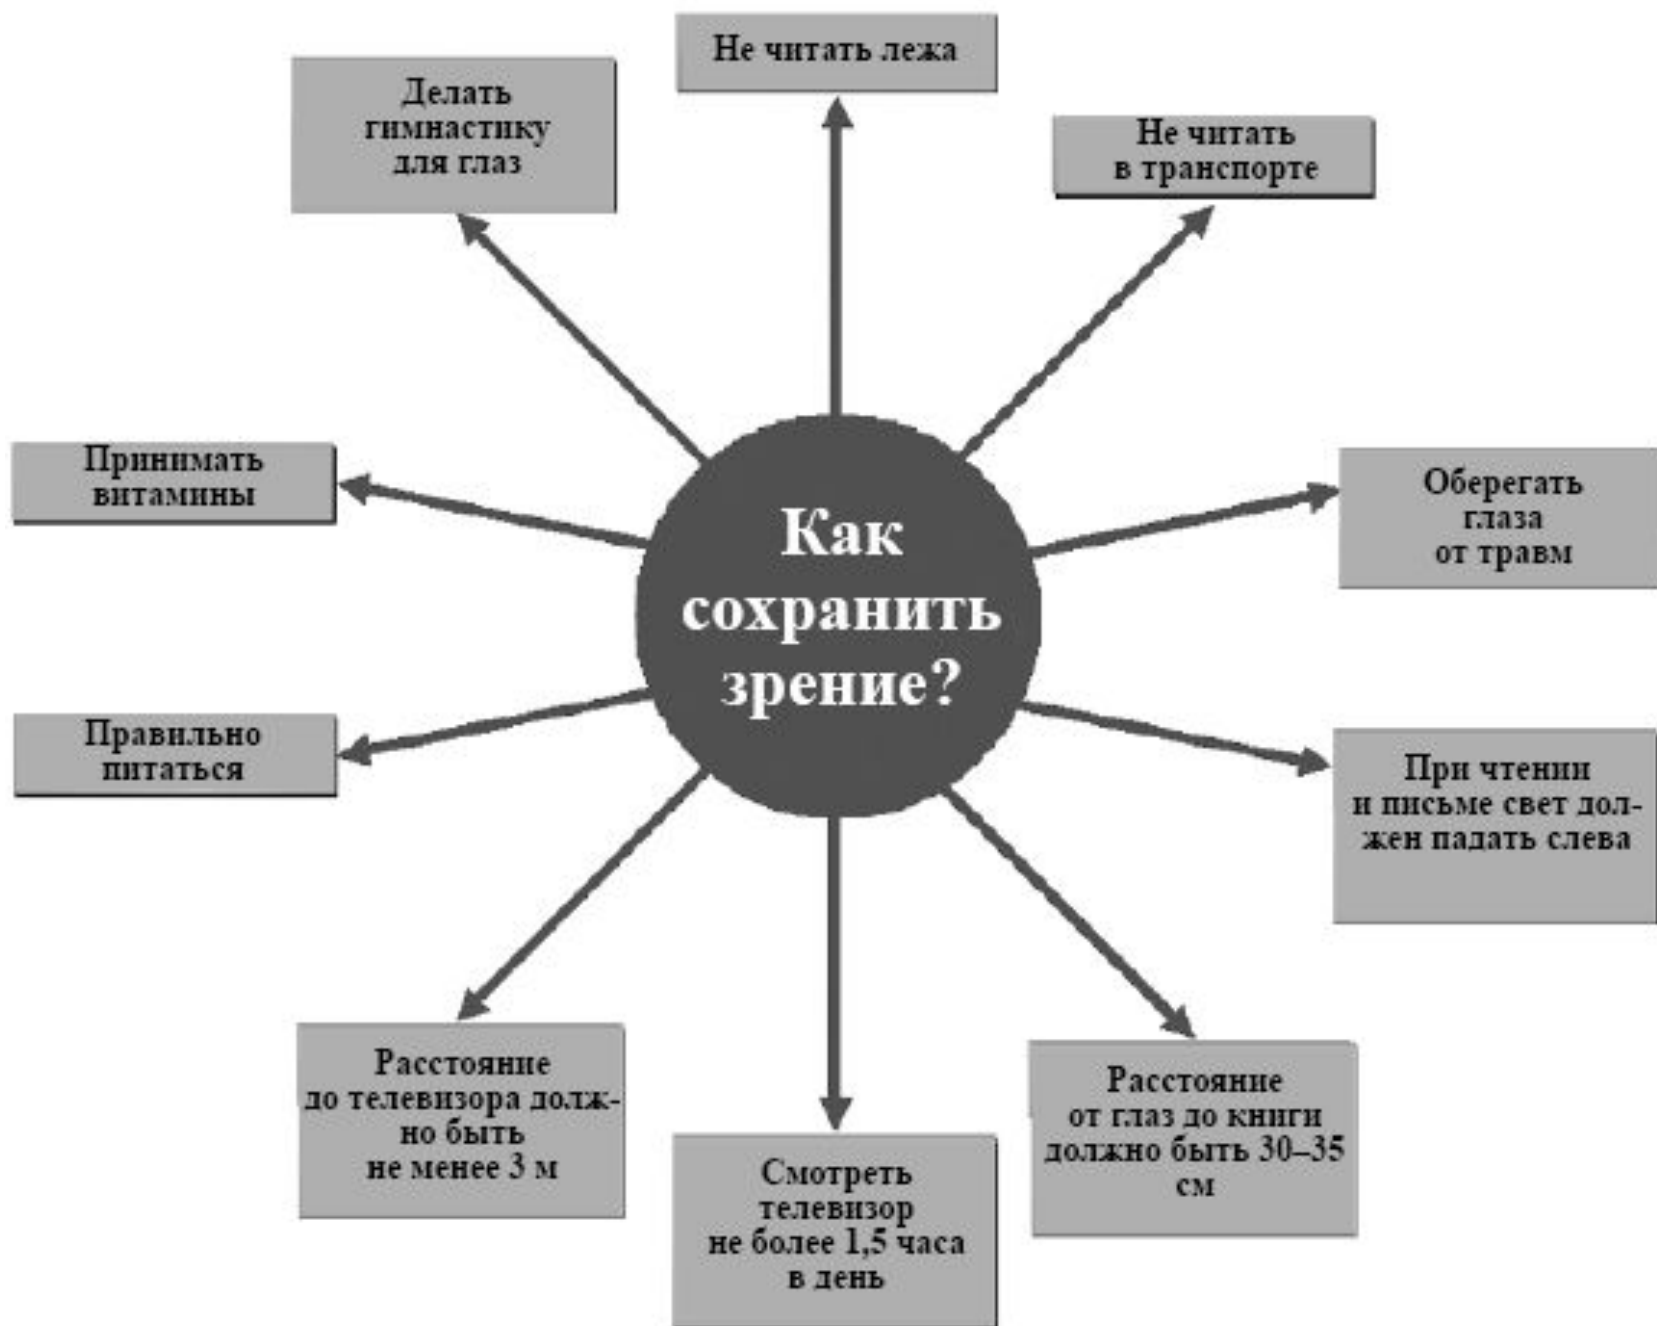 Не читать лежа
Делать
гимнастику
для глаз
Не читать
в транспорте
Принимать
витамины
Оберегать
глаза
от травм
Как
сохранить
зрение?
Правильно
питаться
При чтении
и письме свет дол-
жен падать слева
Расстояние
до телевизора долж-
но быть
не менее 3 м
Смотреть
телевизор
не более 1,5 часа
в день
Расстояние
от глаз до книги
должно быть 30–35
см